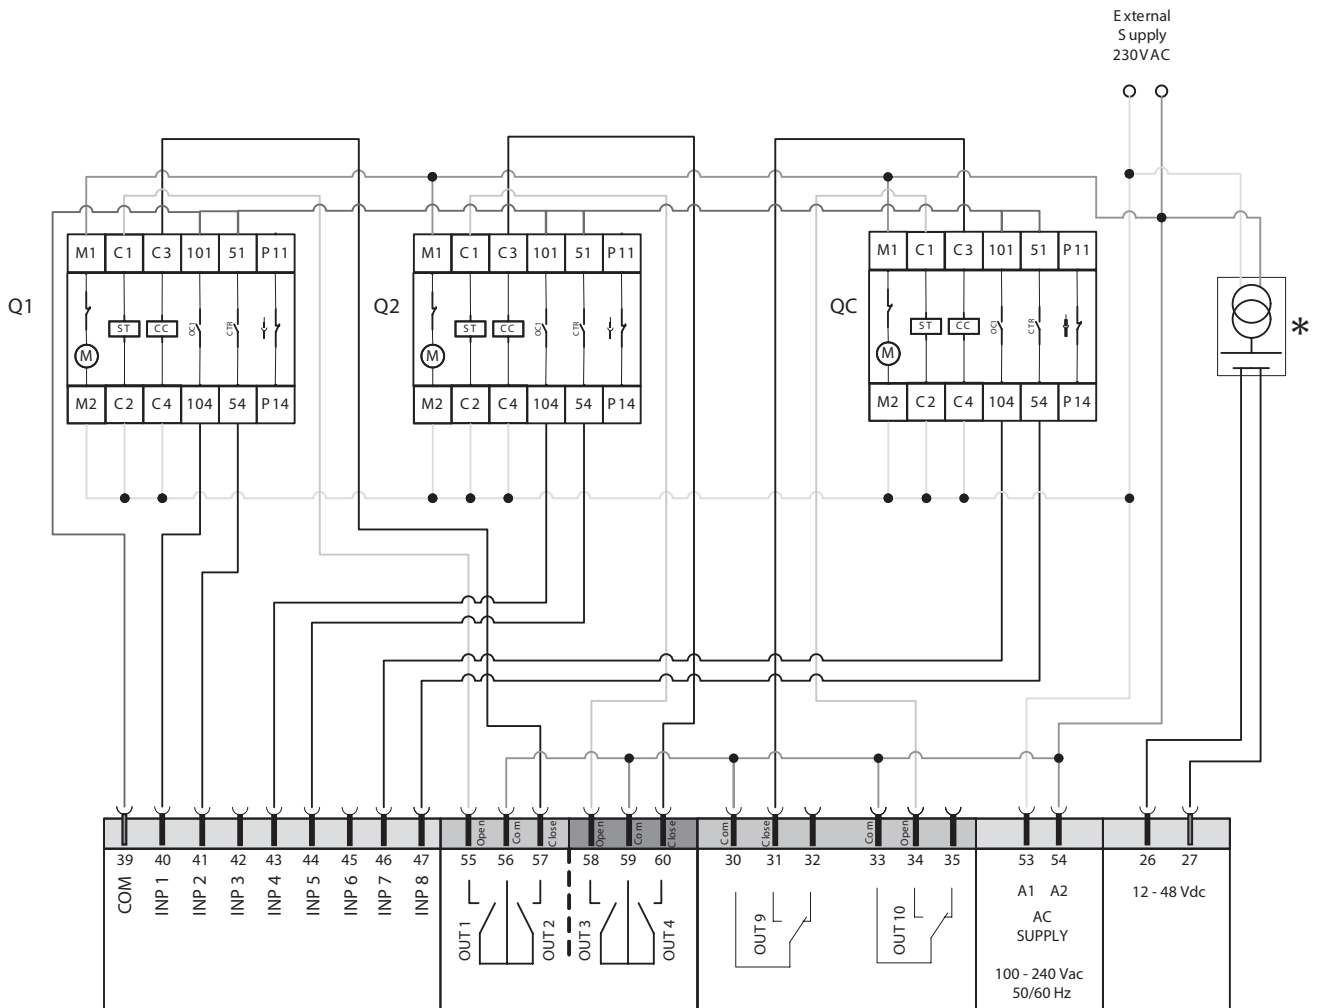 External
Supply
230VAC
M1 C1 C3 101 51 P11
Q1
ST CC OC1 CTR
M
M2 C2 C4 104 54 P14
M1 C1 C3 101 51 P11
Q2
ST CC OC1 CTR
M
M2 C2 C4 104 54 P14
M1 C1 C3 101 51 P11
QC
ST CC OC1 CTR
M
M2 C2 C4 104 54 P14
*
Open Com Close Open Com Close Com Close Com Open
39 40 41 42 43 44 45 46 47 55 56 57 58 59 60 30 31 32 33 34 35 53 54 26 27
COM
INP 1
INP 2
INP 3
INP 4
INP 5
INP 6
INP 7
INP 8
OUT 1
OUT 2
OUT 3
OUT 4
OUT 9
OUT 10
A1 A2
AC
SUPPLY
100 - 240 Vac
50/60 Hz
12 - 48 Vdc